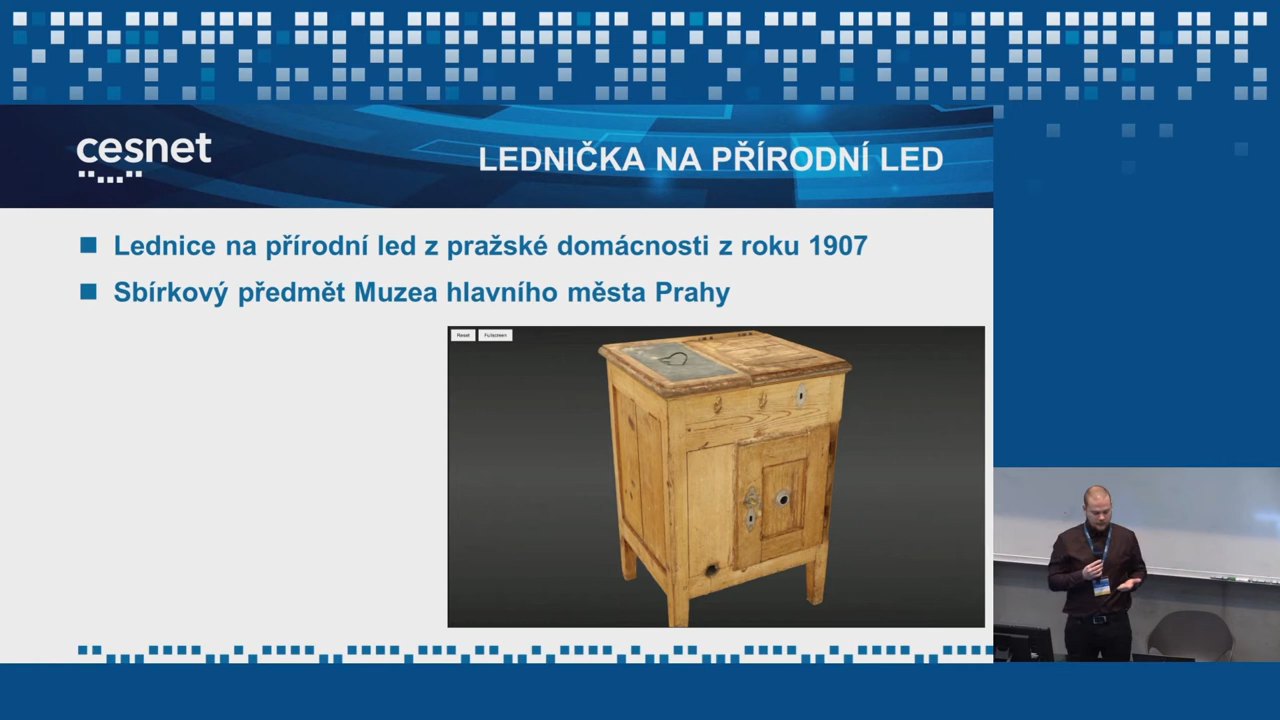 cesnet
LEDNIČKA NA PŘÍRODNÍ LED
Lednice na přírodní led z pražské domácnosti z roku 1907
Sbírkový předmět Muzea hlavního města Prahy
Reset Fullscreen